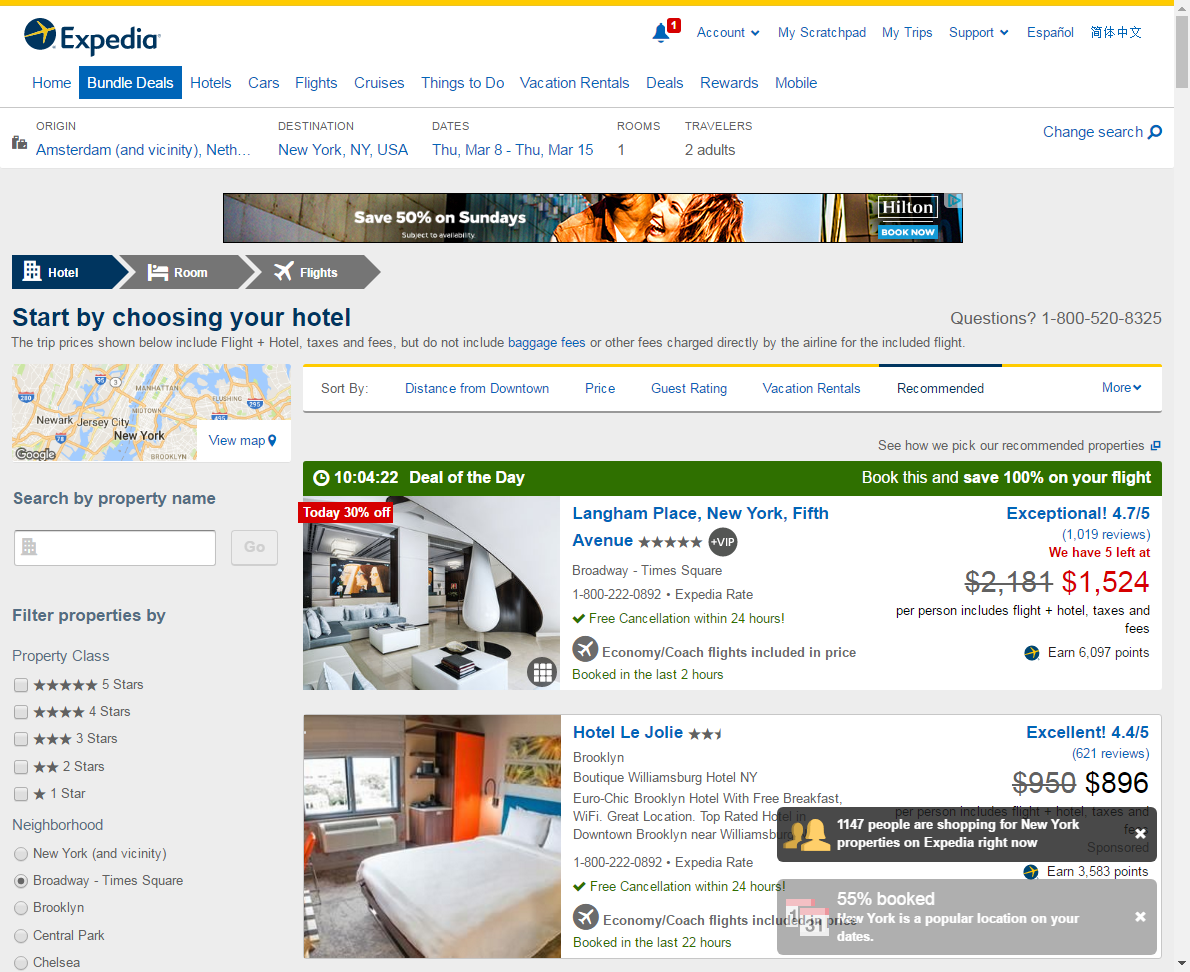 Expedia
1
Account
My Scratchpad
My Trips
Support
Español
简体中文
Home
Bundle Deals
Hotels
Cars
Flights
Cruises
Things to Do
Vacation Rentals
Deals
Rewards
Mobile
ORIGIN
Amsterdam (and vicinity), Neth…
DESTINATION
New York, NY, USA
DATES
Thu, Mar 8 - Thu, Mar 15
ROOMS
1
TRAVELERS
2 adults
Change search
Save 50% on Sundays
Subject to availability.
Hilton
BOOK NOW
Hotel
Room
Flights
Start by choosing your hotel
Questions? 1-800-520-8325
The trip prices shown below include Flight + Hotel, taxes and fees, but do not include baggage fees or other fees charged directly by the airline for the included flight.
MANHATTAN
FLUSHING
MIDTOWN
Newark
Jersey City
New York
BROOKLYN
280
95
3
495
295
78
Google
View map
Sort By:
Distance from Downtown
Price
Guest Rating
Vacation Rentals
Recommended
More
See how we pick our recommended properties
Search by property name
Go
Filter properties by
Property Class
5 Stars
4 Stars
3 Stars
2 Stars
1 Star
Neighborhood
New York (and vicinity)
Broadway - Times Square
Brooklyn
Central Park
Chelsea
10:04:22 Deal of the Day
Book this and save 100% on your flight
Today 30% off
Langham Place, New York, Fifth
Avenue
+VIP
Broadway - Times Square
1-800-222-0892 • Expedia Rate
Free Cancellation within 24 hours!
Economy/Coach flights included in price
Booked in the last 2 hours
Exceptional! 4.7/5
(1,019 reviews)
We have 5 left at
$2,181 $1,524
per person includes flight + hotel, taxes and
fees
Earn 6,097 points
Hotel Le Jolie
Brooklyn
Boutique Williamsburg Hotel NY
Euro-Chic Brooklyn Hotel With Free Breakfast,
WiFi. Great Location. Top Rated Hotel in
Downtown Brooklyn near Williamsburg
1-800-222-0892 • Expedia Rate
Free Cancellation within 24 hours!
Economy/Coach flights included in price
Booked in the last 22 hours
Excellent! 4.4/5
(621 reviews)
$950 $896
per person includes flight + hotel, taxes and
fees
Sponsored
Earn 3,583 points
1147 people are shopping for New York
properties on Expedia right now
55% booked
New York is a popular location on your
dates.
31